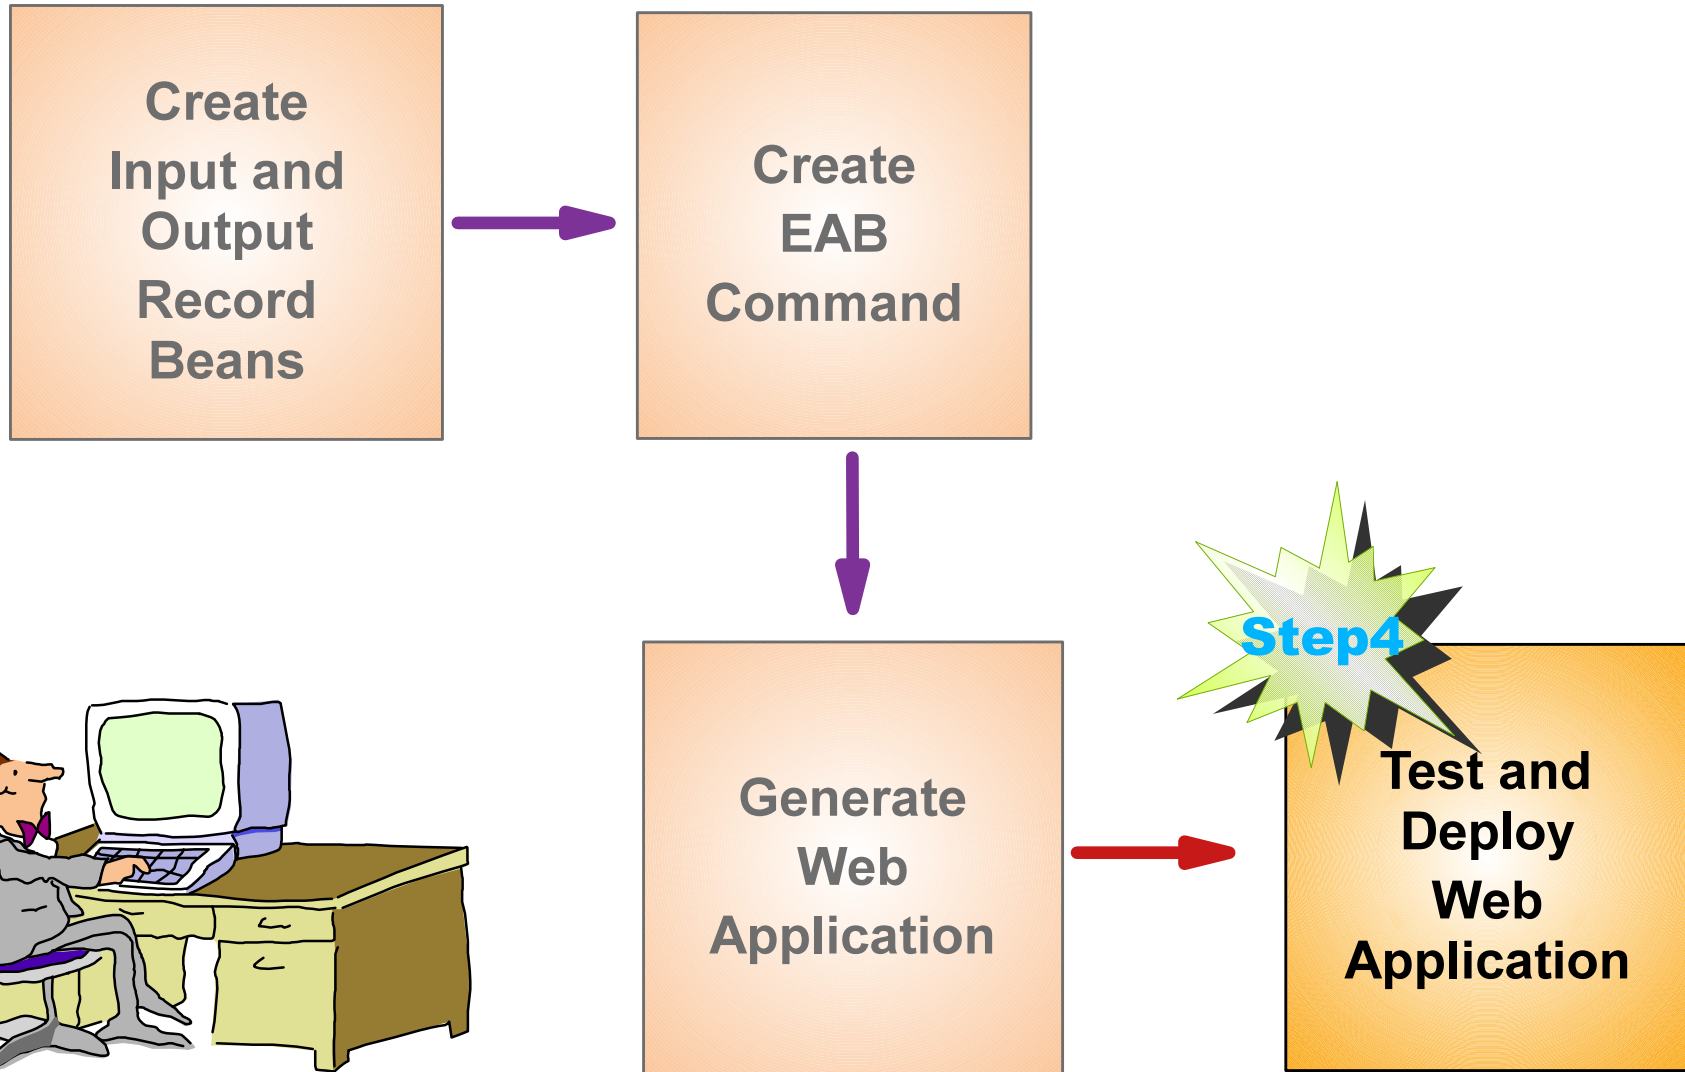 Create
Input and
Output
Record
Beans
Create
EAB
Command
Generate
Web
Application
Step4
Test and
Deploy
Web
Application